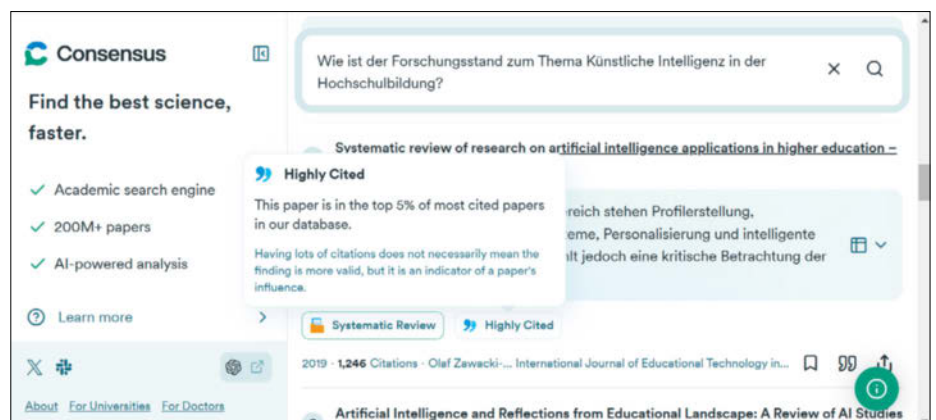 Consensus
Find the best science,
faster.
Academic search engine
200M+ papers
AI-powered analysis
Learn more
About For Universities For Doctors
Wie ist der Forschungsstand zum Thema Künstliche Intelligenz in der
Hochschulbildung?
Systematic review of research on artificial intelligence applications in higher education –
Highly Cited
This paper is in the top 5% of most cited papers
in our database.
Having lots of citations does not necessarily mean the
finding is more valid, but it is an indicator of a paper's
influence.
reich stehen Profilerstellung,
eme, Personalisierung und intelligente
lt jedoch eine kritische Betrachtung der
Systematic Review Highly Cited
2019 · 1,246 Citations · Olaf Zawacki-... International Journal of Educational Technology in...
Artificial Intelligence and Reflections from Educational Landscape: A Review of AI Studies